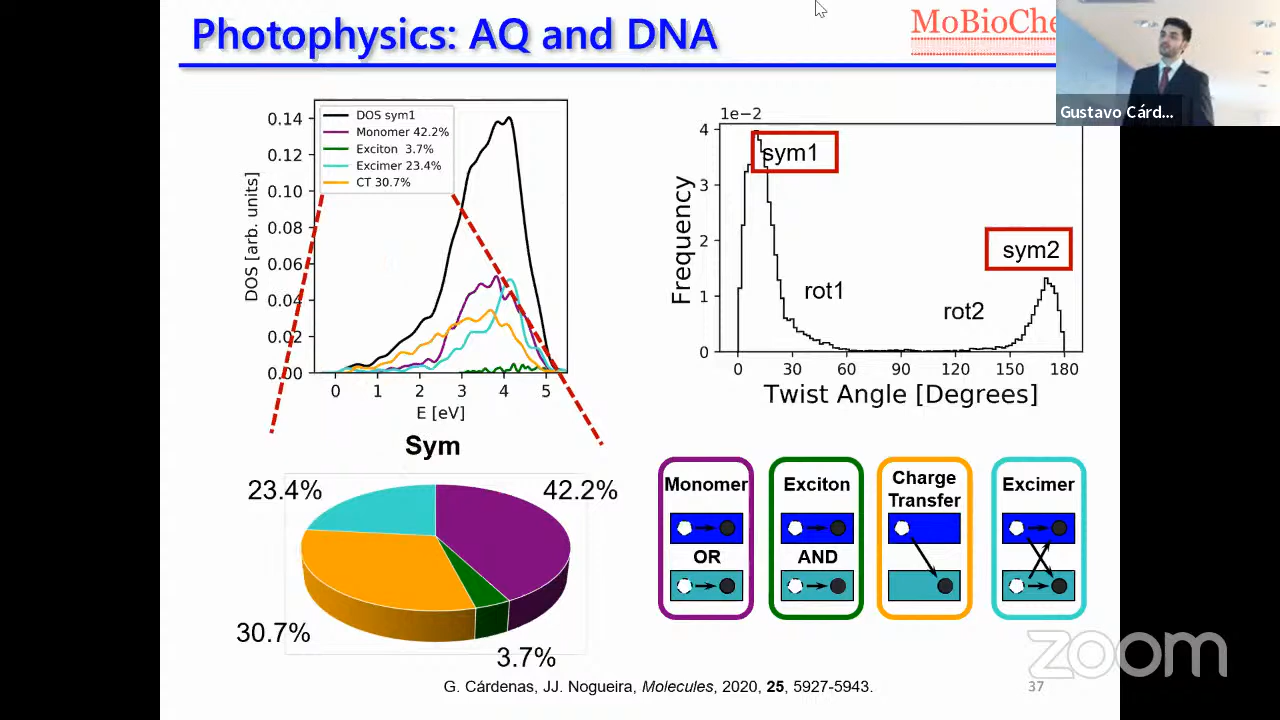 Photophysics: AQ and DNA
MoBioChe
Gustavo Cárd...
DOS sym1
Monomer 42.2%
Exciton 3.7%
Excimer 23.4%
CT 30.7%
0.14
0.12
0.10
0.08
0.06
0.04
0.02
0.00
DOS [arb. units]
0 1 2 3 4 5
E [eV]
1e-2
4
3
2
1
0
Frequency
sym1
sym2
rot1
rot2
0 30 60 90 120 150 180
Twist Angle [Degrees]
Sym
23.4%
42.2%
30.7%
3.7%
Monomer
OR
Exciton
AND
Charge
Transfer
Excimer
zoom
G. Cárdenas, JJ. Nogueira, Molecules, 2020, 25, 5927-5943.
37